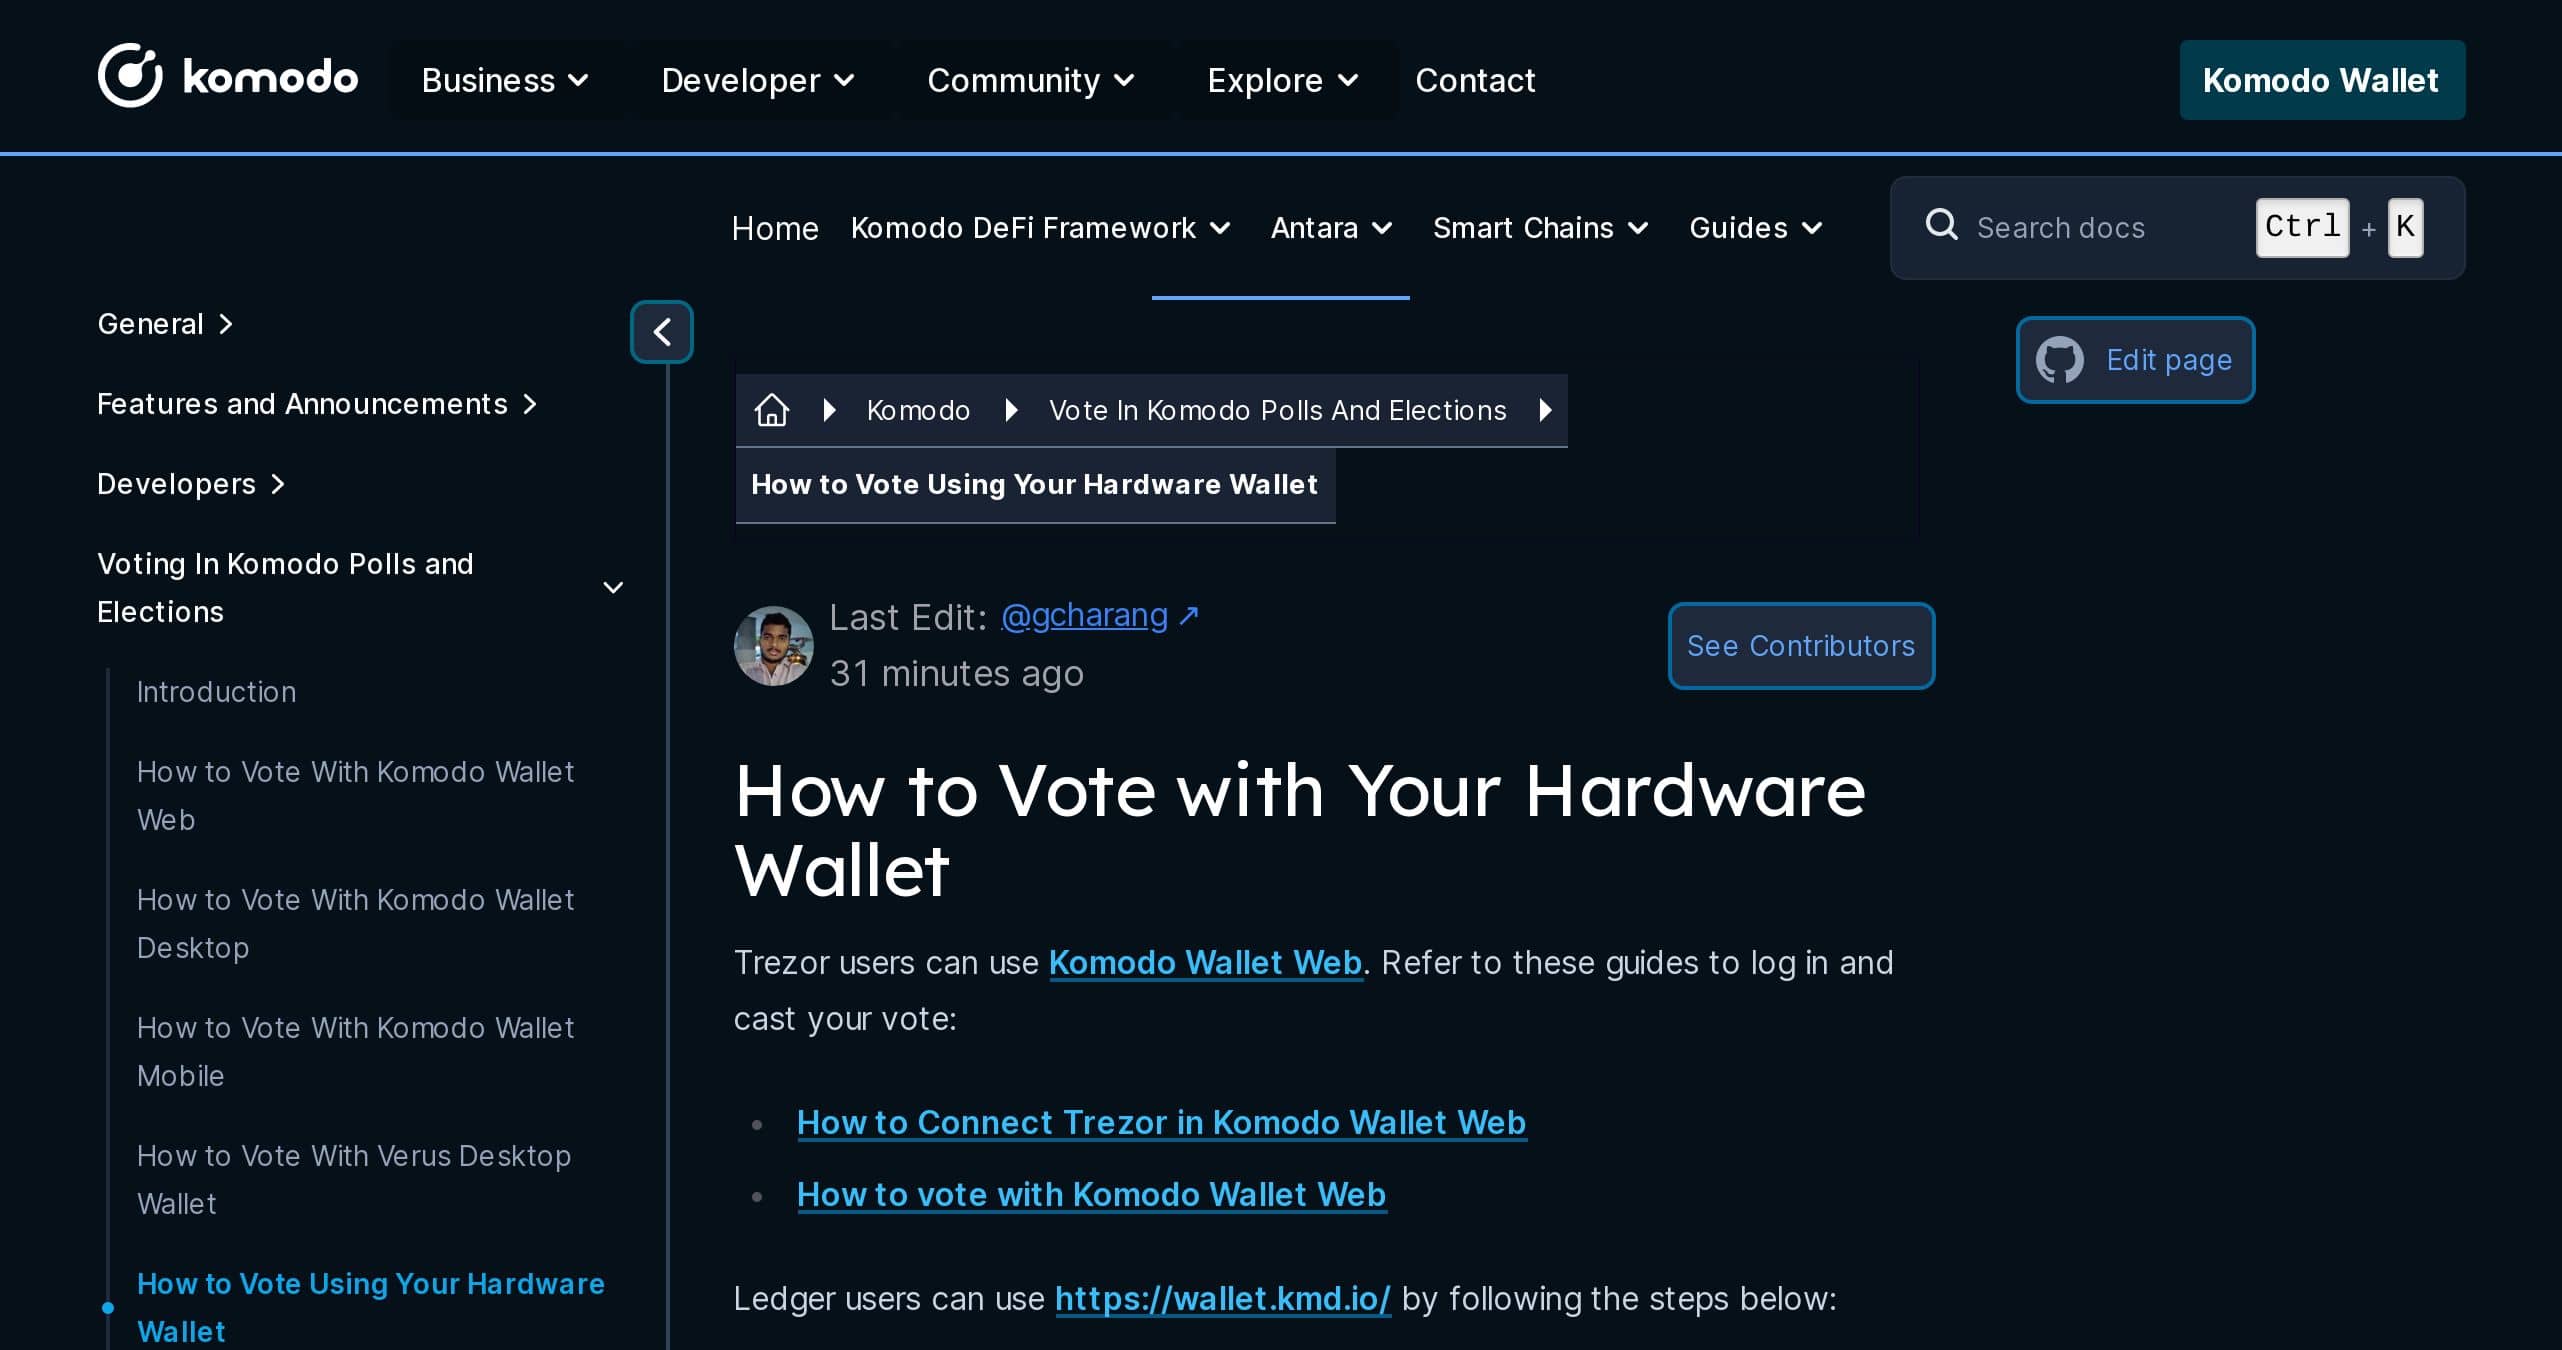 komodo Business Developer Community Explore Contact Komodo Wallet
Home Komodo DeFi Framework Antara Smart Chains Guides Search docs Ctrl + K
General
Features and Announcements
Developers
Voting In Komodo Polls and
Elections
Introduction
How to Vote With Komodo Wallet
Web
How to Vote With Komodo Wallet
Desktop
How to Vote With Komodo Wallet
Mobile
How to Vote With Verus Desktop
Wallet
How to Vote Using Your Hardware
Wallet
Edit page
Komodo Vote In Komodo Polls And Elections
How to Vote Using Your Hardware Wallet
Last Edit: @gcharang ↗
31 minutes ago
See Contributors
How to Vote with Your Hardware
Wallet
Trezor users can use Komodo Wallet Web. Refer to these guides to log in and
cast your vote:
• How to Connect Trezor in Komodo Wallet Web
• How to vote with Komodo Wallet Web
Ledger users can use https://wallet.kmd.io/ by following the steps below: